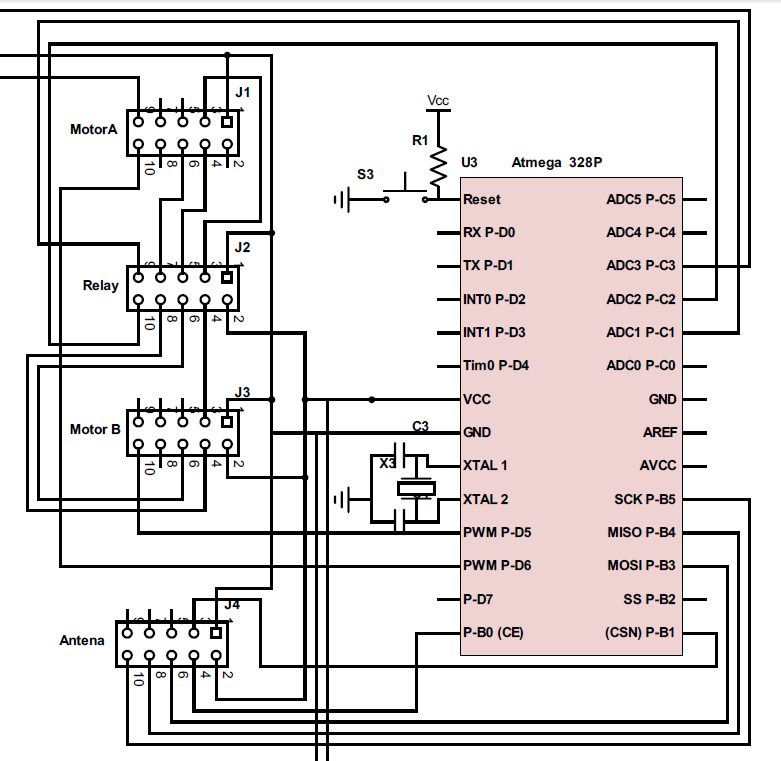 Vcc
R1
S3
U3 Atmega 328P
J1
MotorA
1
10 8 6 4 2
J2
Relay
1
10 8 6 4 2
J3
Motor B
1
10 8 6 4 2
J4
Antena
1
10 8 6 4 2
C3
X3
Reset
RX P-D0
TX P-D1
INT0 P-D2
INT1 P-D3
Tim0 P-D4
VCC
GND
XTAL 1
XTAL 2
PWM P-D5
PWM P-D6
P-D7
P-B0 (CE)
ADC5 P-C5
ADC4 P-C4
ADC3 P-C3
ADC2 P-C2
ADC1 P-C1
ADC0 P-C0
GND
AREF
AVCC
SCK P-B5
MISO P-B4
MOSI P-B3
SS P-B2
(CSN) P-B1